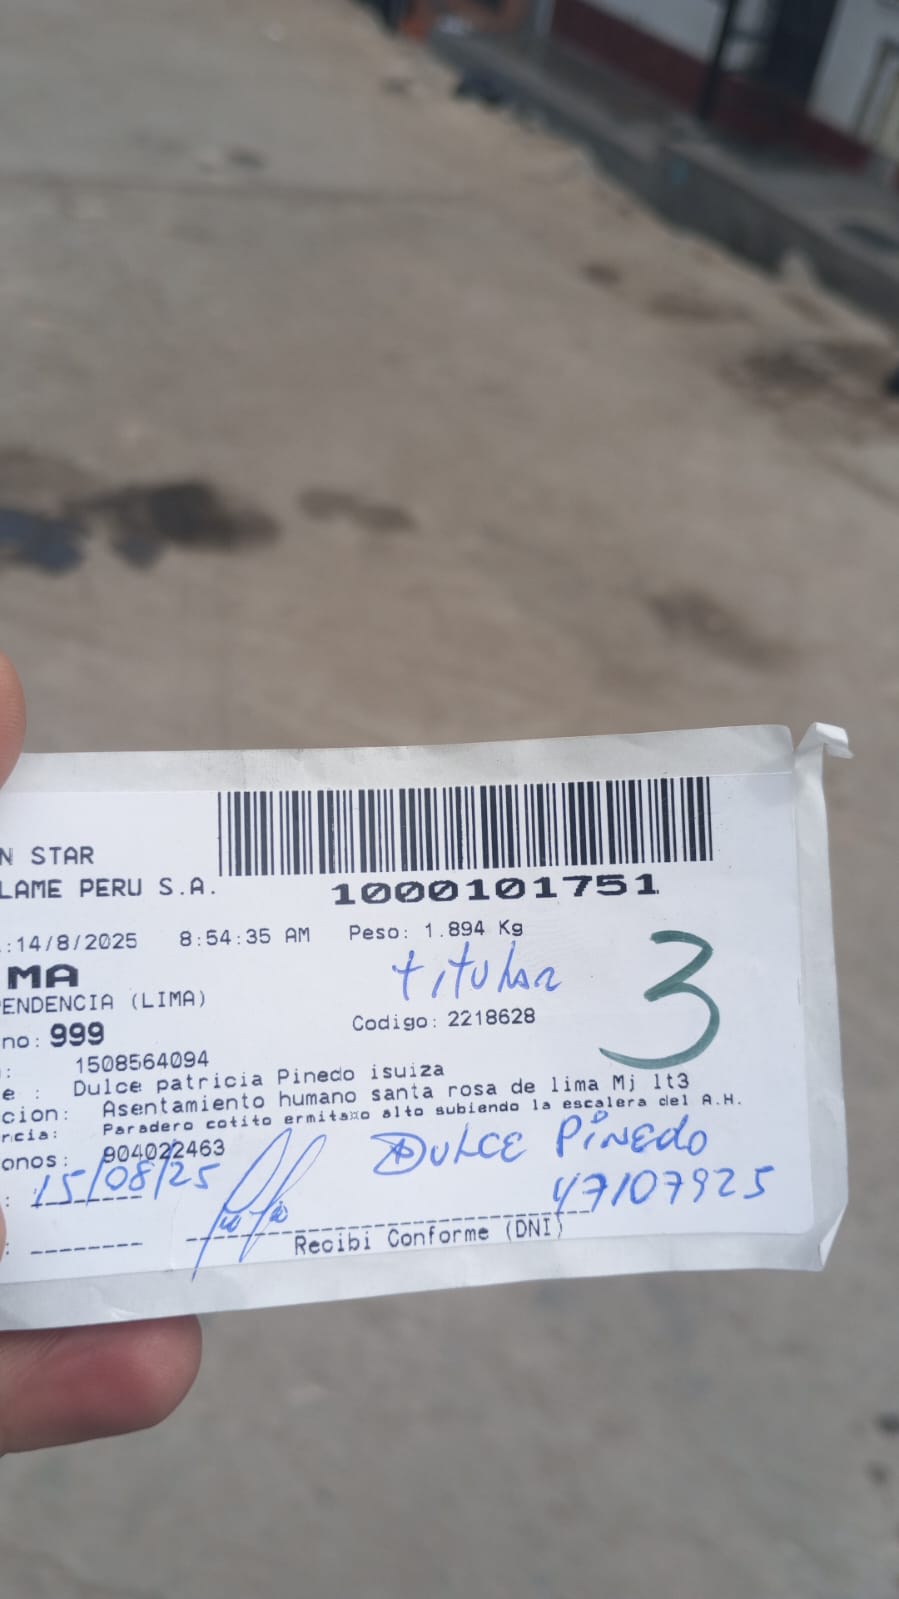 N STAR
LAME PERU S.A.
1000101751
:14/8/2025 8:54:35 AM Peso: 1.894 Kg
MA
titular
3
PENDENCIA (LIMA)
no: 999
Codigo: 2218628
: 1508564094
e : Dulce patricia Pinedo isuiza
cion: Asentamiento humano santa rosa de lima Mj lt3
rcia: Paradero cotito ermitaxo alto subiendo la escalera del A.H.
onos: 904022463
DULCE PiNEDO
: 15/08/25
47107925
: Recibi Conforme (DNI)